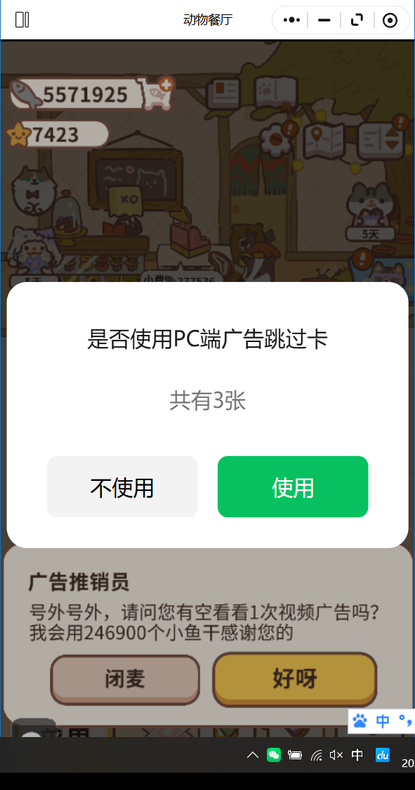 动物餐厅
5571925
7423
5天
是否使用PC端广告跳过卡
共有3张
不使用
使用
广告推销员
号外号外，请问您有空看看1次视频广告吗？
我会用246900个小鱼干感谢您的
闭麦
好呀
中
中
du
20